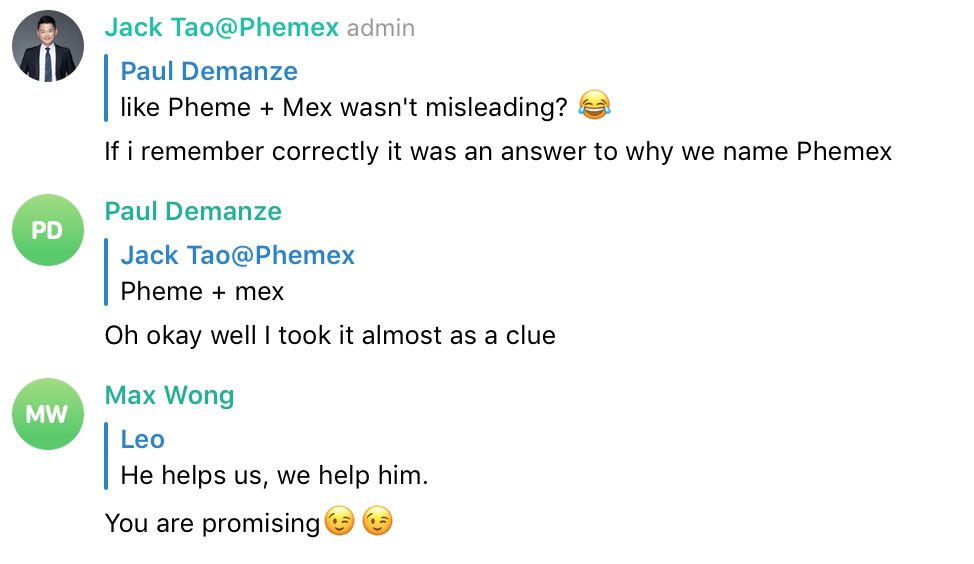 Jack Tao@Phemex admin
Paul Demanze
like Pheme + Mex wasn't misleading? 😂
If i remember correctly it was an answer to why we name Phemex
PD
Paul Demanze
Jack Tao@Phemex
Pheme + mex
Oh okay well I took it almost as a clue
MW
Max Wong
Leo
He helps us, we help him.
You are promising😉😉